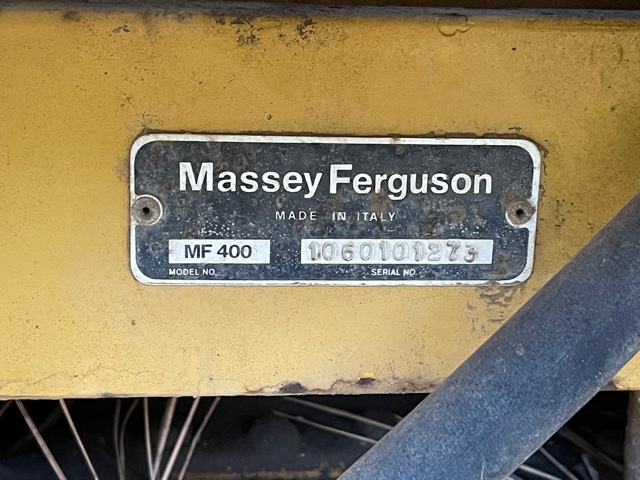 Massey Ferguson
MADE IN ITALY
MF 400 1060101273
MODEL NO. SERIAL NO.